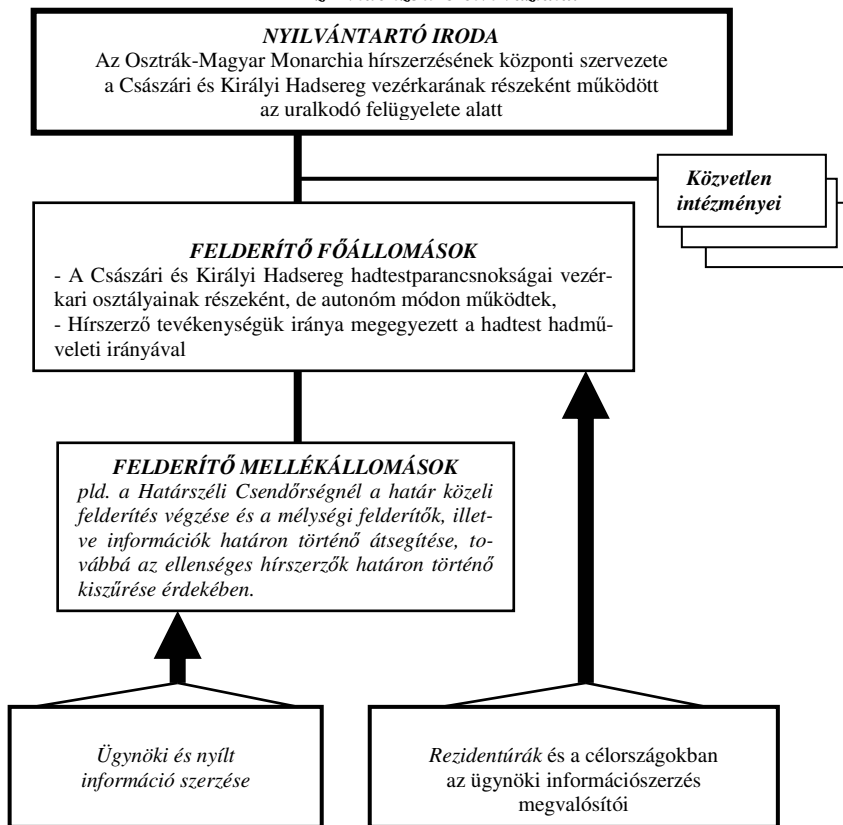 NYILVÁNTARTÓ IRODA
Az Osztrák-Magyar Monarchia hírszerzésének központi szervezete
a Császári és Királyi Hadsereg vezérkarának részeként működött
az uralkodó felügyelete alatt
Közvetlen
intézményei
FELDERÍTŐ FŐÁLLOMÁSOK
- A Császári és Királyi Hadsereg hadtestparancsnokságai vezér-
kari osztályainak részeként, de autonóm módon működtek,
- Hírszerző tevékenységük iránya megegyezett a hadtest hadmű-
veleti irányával
FELDERÍTŐ MELLÉKÁLLOMÁSOK
pld. a Határszéli Csendőrségnél a határ közeli
felderítés végzése és a mélységi felderítők, illet-
ve információk határon történő átsegítése, to-
vábbá az ellenséges hírszerzők határon történő
kiszűrése érdekében.
Ügynöki és nyílt
információ szerzése
Rezidentúrák és a célországokban
az ügynöki információszerzés
megvalósítói